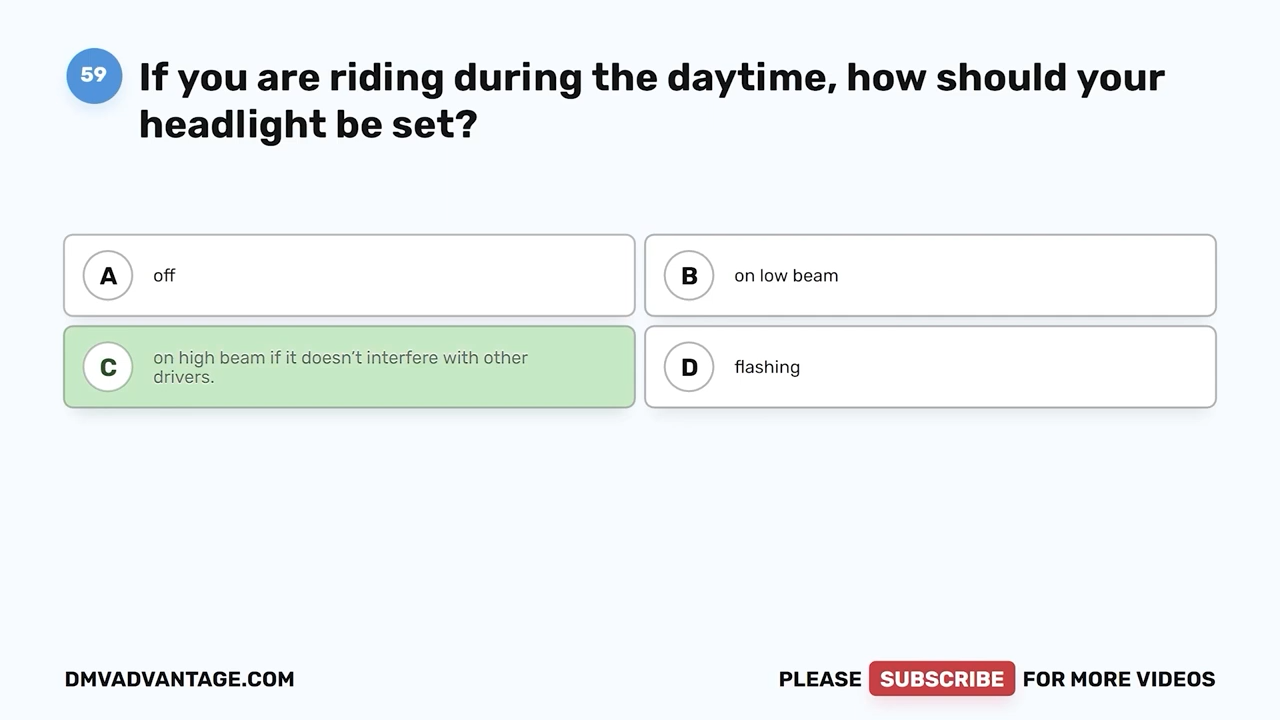 59
If you are riding during the daytime, how should your
headlight be set?
A off
B on low beam
C on high beam if it doesn’t interfere with other
drivers.
D flashing
DMVADVANTAGE.COM
PLEASE SUBSCRIBE FOR MORE VIDEOS